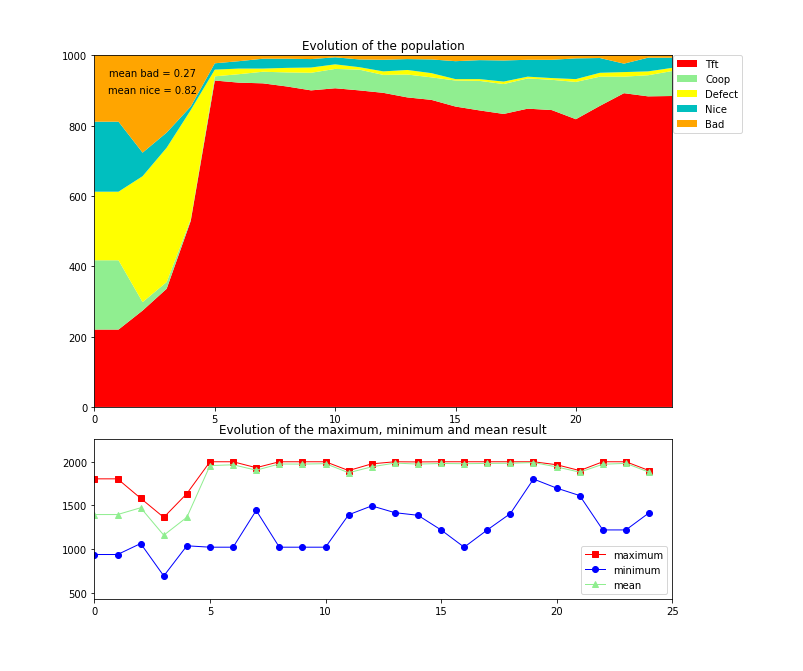 Evolution of the population
1000
800
600
400
200
0
mean bad = 0.27
mean nice = 0.82
Tft
Coop
Defect
Nice
Bad
0 5 10 15 20
Evolution of the maximum, minimum and mean result
2000
1500
1000
500
maximum
minimum
mean
0 5 10 15 20 25